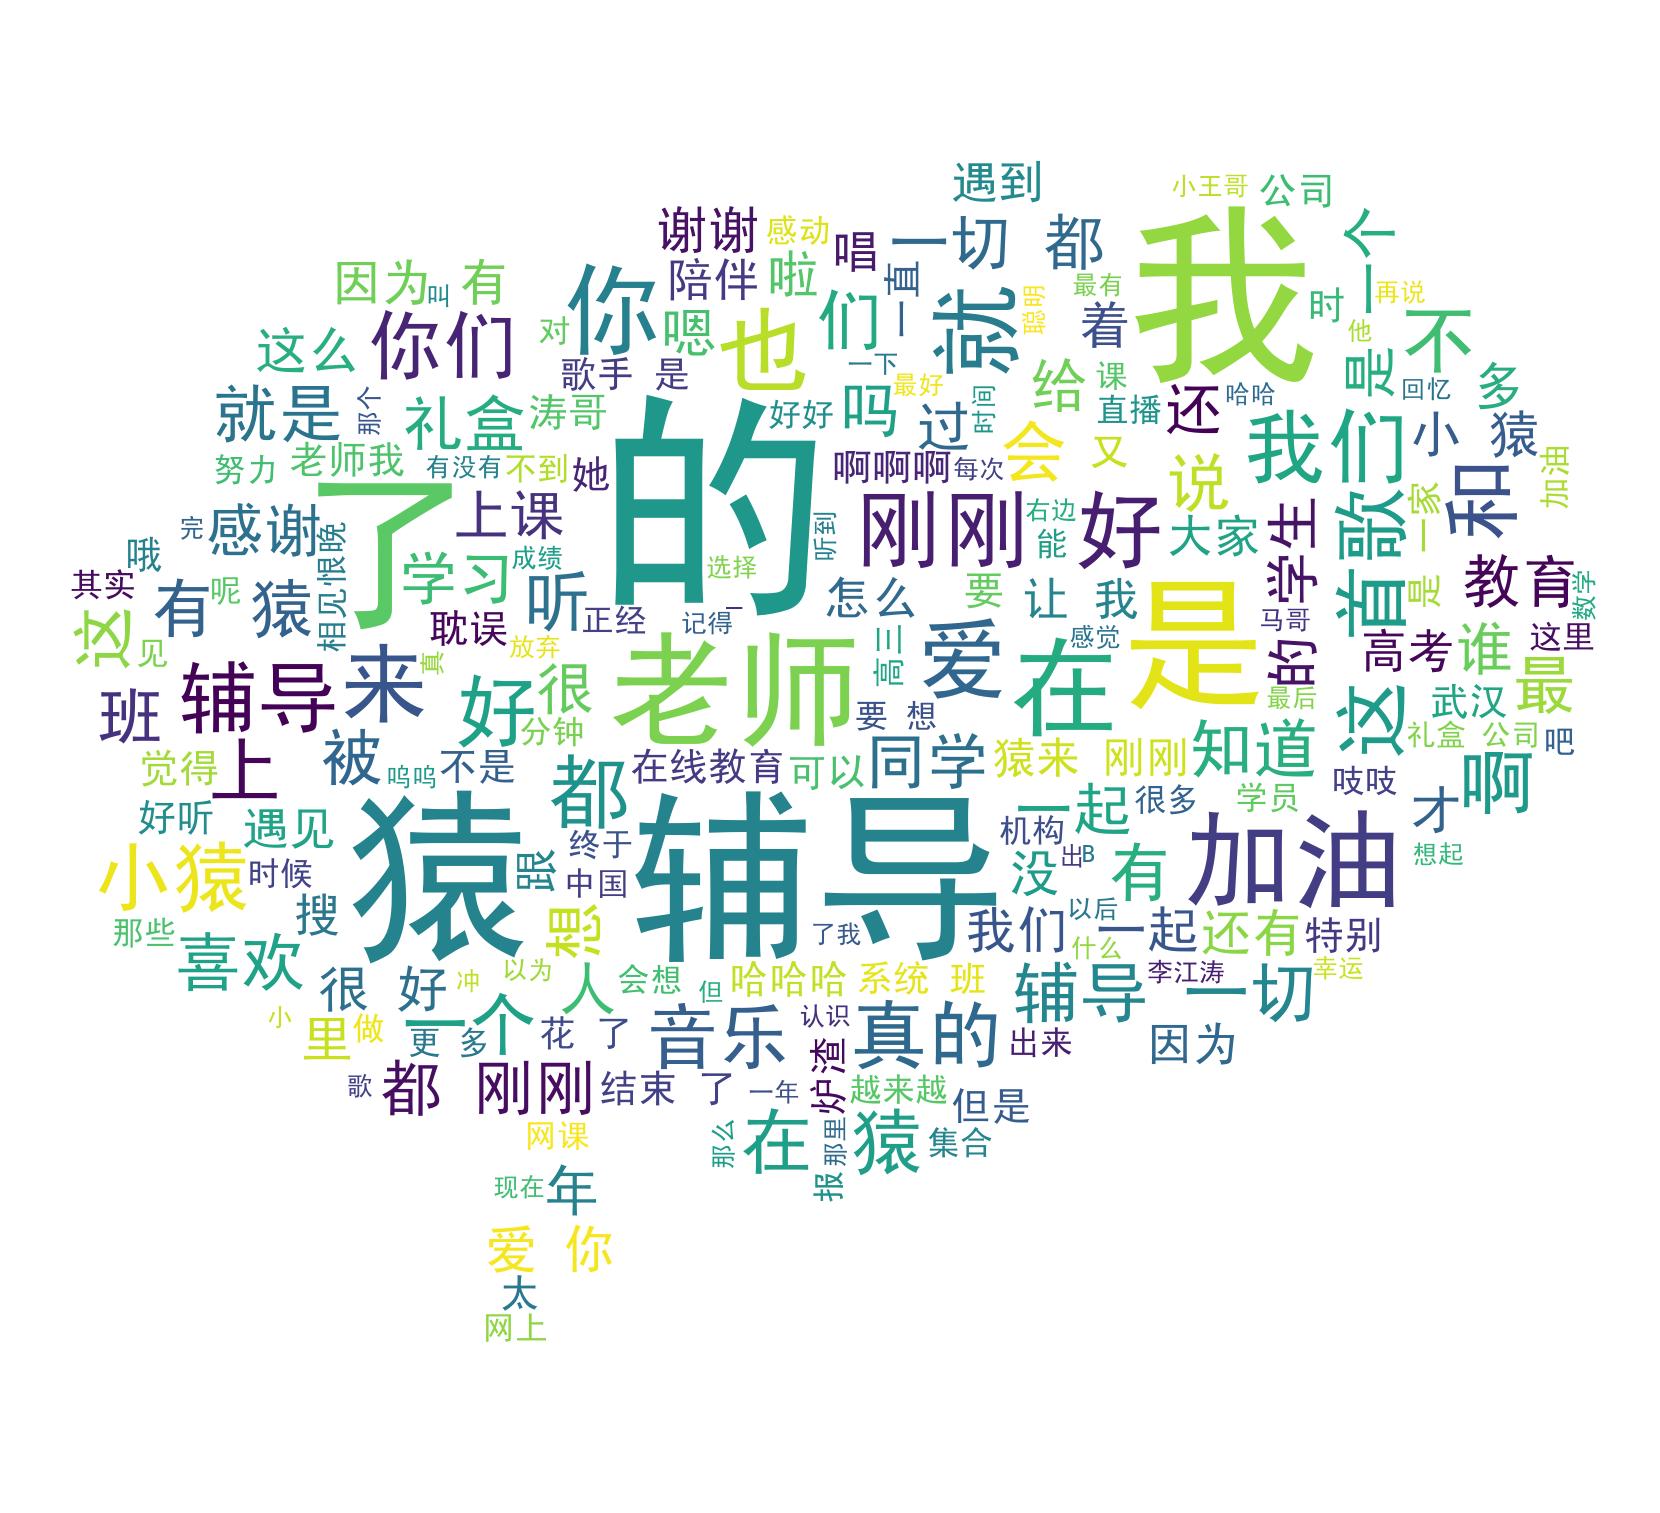 遇到
小王哥 公司
谢谢 感动 唱 一切 都 我 一个
因为 叫 有 你 陪伴 啦 一直 就 聪明 最有 时 再说
这么 你们 对 嗯 也 们 着 他 是 不
歌手 是 一下 最好 给 课 哈哈 回忆 多
就是 那个 礼盒 涛哥 的 好好 吗 过 时间 直播 还 我们 小 猿
努力 老师我 有没有 不到 她 啊啊啊 每次 会 又 说 加油
了 上课 刚刚 右边 好 首歌 一家 和
完 感谢 相见恨晚 成绩 听到 能 大家 的学生
哦 学习 选择 是 教育
其实 有 呢 猿 听 正经 记得 一 怎么 要 让 我 是 马哥 数学
这 见 耽误 放弃 真 老师 高三 爱 在 感觉 高考 谁 这里
班 辅导 来 好 很 分钟 要 想 最后 这 武汉 最
觉得 上 被 呜呜 不是 都 在线教育 可以 同学 猿来 刚刚 知道 礼盒 公司 吧
好听 遇见 猿 辅导 一起 很多 学员 吱吱 才 啊
小猿 时候 跟 终于 中国 机构 出 B 没 有 加油 想起
那些 搜 想 了我 我们 以后 一起 还有 特别
喜欢 什么
很 好 冲 以为 人 会想 但 哈哈哈 系统 班 辅导 李江涛 一切 幸运
小 里 做 一个 更 多 花 了 音乐 认识 真的 出来 因为
歌 都 刚刚 结束 了 一年 炉渣 越来越 但是
网课 那么 在 那里 猿 集合
现在 年 报
爱 你
太
网上